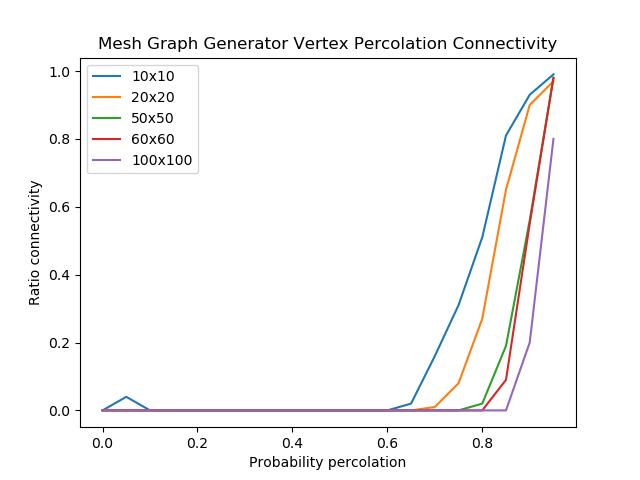 Mesh Graph Generator Vertex Percolation Connectivity
10x10
20x20
50x50
60x60
100x100
1.0
0.8
0.6
0.4
0.2
0.0
Ratio connectivity
0.0 0.2 0.4 0.6 0.8
Probability percolation